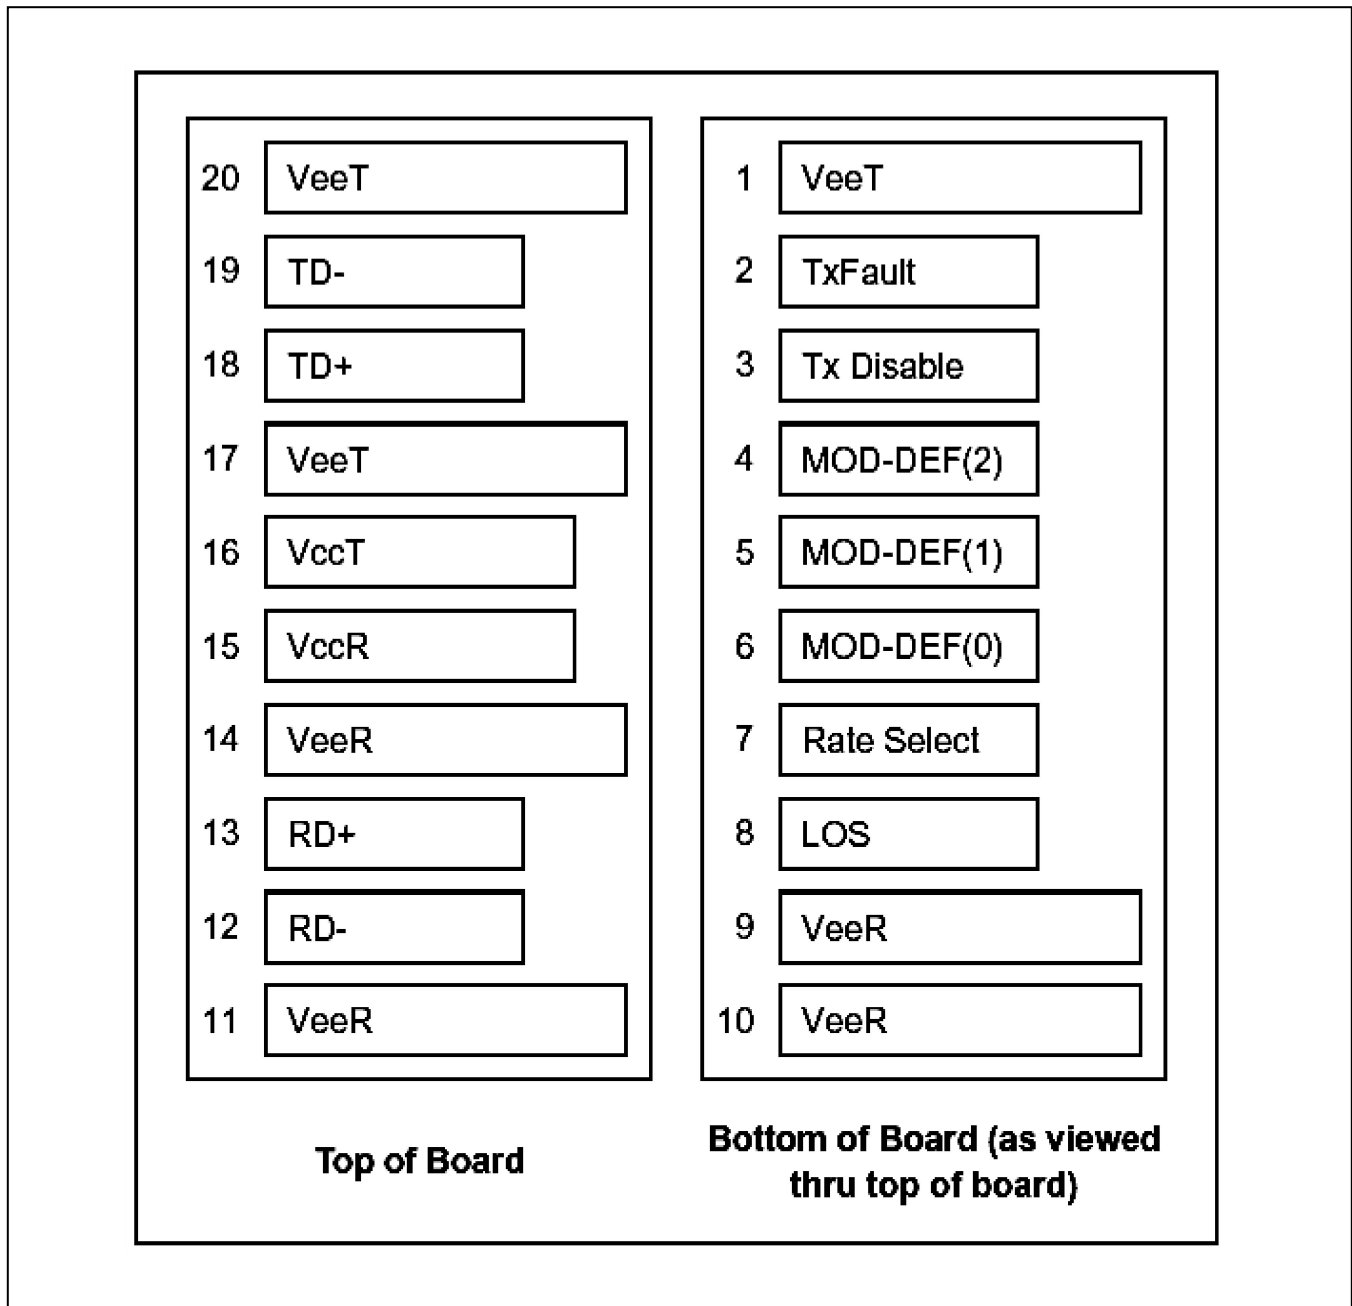 20 VeeT
19 TD-
18 TD+
17 VeeT
16 VccT
15 VccR
14 VeeR
13 RD+
12 RD-
11 VeeR
Top of Board
1 VeeT
2 TxFault
3 Tx Disable
4 MOD-DEF(2)
5 MOD-DEF(1)
6 MOD-DEF(0)
7 Rate Select
8 LOS
9 VeeR
10 VeeR
Bottom of Board (as viewed
thru top of board)